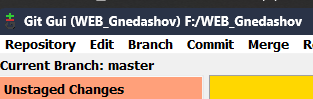 Git Gui (WEB_Gnedashov) F:/WEB_Gnedashov
Repository Edit Branch Commit Merge
Current Branch: master
Unstaged Changes